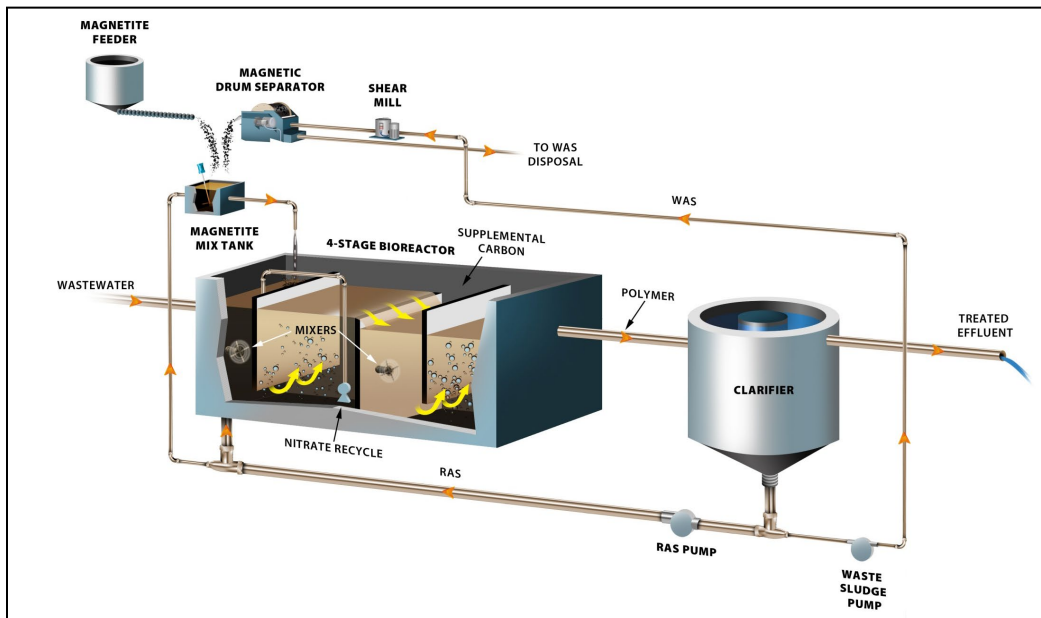 MAGNETITE
FEEDER
MAGNETIC
DRUM SEPARATOR
SHEAR
MILL
TO WAS
DISPOSAL
MAGNETITE
MIX TANK
WAS
4-STAGE BIOREACTOR
SUPPLEMENTAL
CARBON
WASTEWATER
POLYMER
TREATED
EFFLUENT
MIXERS
CLARIFIER
NITRATE RECYCLE
RAS
RAS PUMP
WASTE
SLUDGE
PUMP